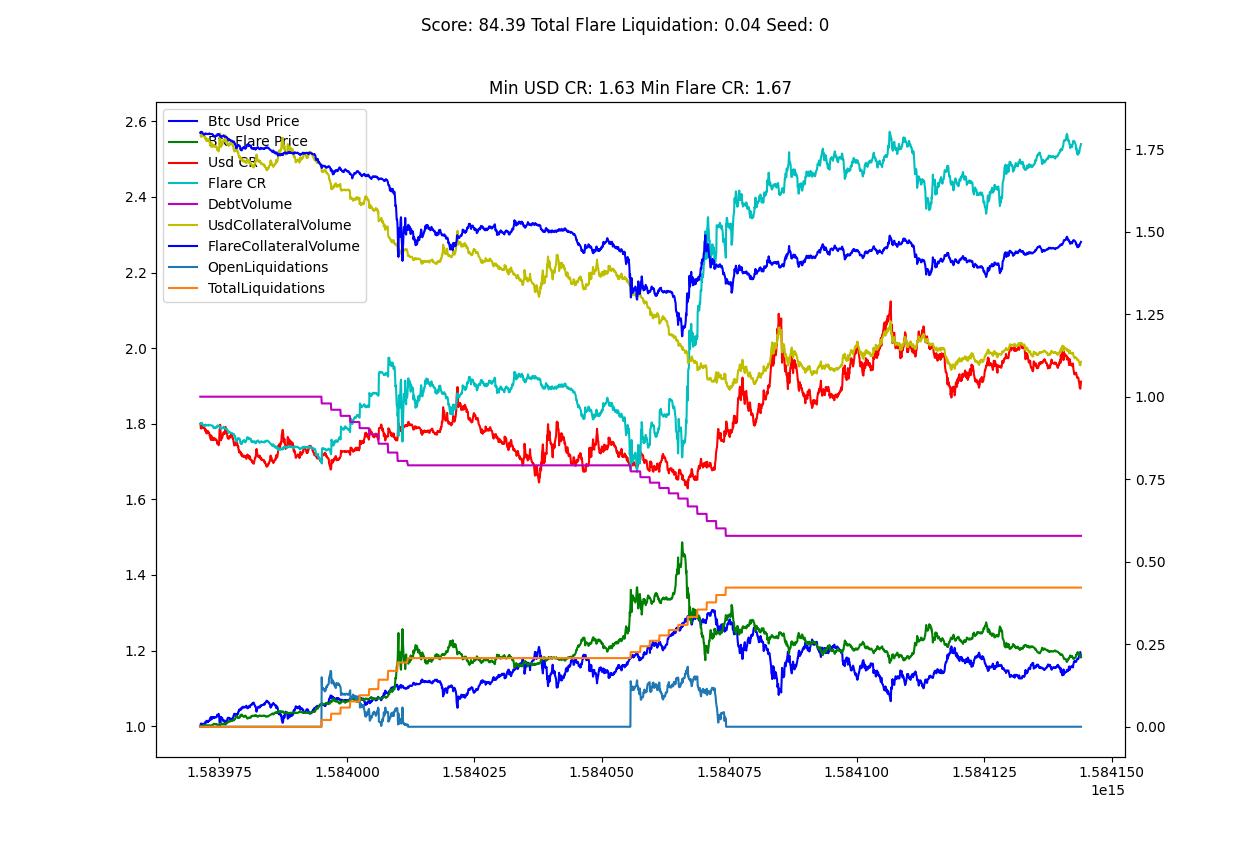 Score: 84.39 Total Flare Liquidation: 0.04 Seed: 0
Min USD CR: 1.63 Min Flare CR: 1.67
Btc Usd Price
Btc Flare Price
Usd CR
Flare CR
DebtVolume
UsdCollateralVolume
FlareCollateralVolume
OpenLiquidations
TotalLiquidations
2.6
2.4
2.2
2.0
1.8
1.6
1.4
1.2
1.0
1.75
1.50
1.25
1.00
0.75
0.50
0.25
0.00
1.583975 1.584000 1.584025 1.584050 1.584075 1.584100 1.584125 1.584150
1e15